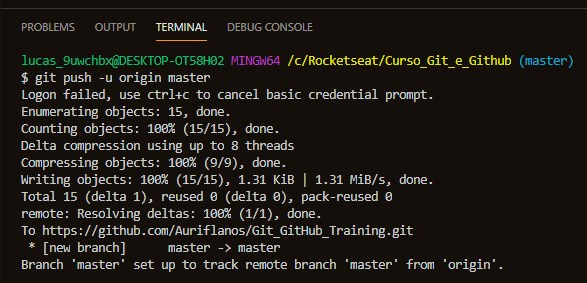 PROBLEMS OUTPUT TERMINAL DEBUG CONSOLE
lucas_9uwchbx@DESKTOP-OT58H02 MINGW64 /c/Rocketseat/Curso_Git_e_Github (master)
$ git push -u origin master
Logon failed, use ctrl+c to cancel basic credential prompt.
Enumerating objects: 15, done.
Counting objects: 100% (15/15), done.
Delta compression using up to 8 threads
Compressing objects: 100% (9/9), done.
Writing objects: 100% (15/15), 1.31 KiB | 1.31 MiB/s, done.
Total 15 (delta 1), reused 0 (delta 0), pack-reused 0
remote: Resolving deltas: 100% (1/1), done.
To https://github.com/Auriflanos/Git_GitHub_Training.git
 * [new branch]      master -> master
Branch 'master' set up to track remote branch 'master' from 'origin'.